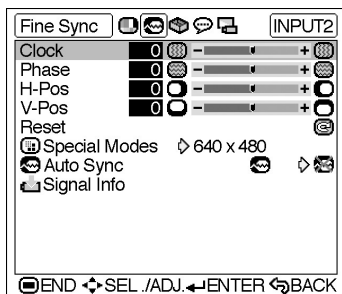 Fine Sync INPUT2
Clock 0 - +
Phase 0 - +
H-Pos 0 - +
V-Pos 0 - +
Reset
Special Modes 640 x 480
Auto Sync
Signal Info
END SEL./ADJ. ENTER BACK